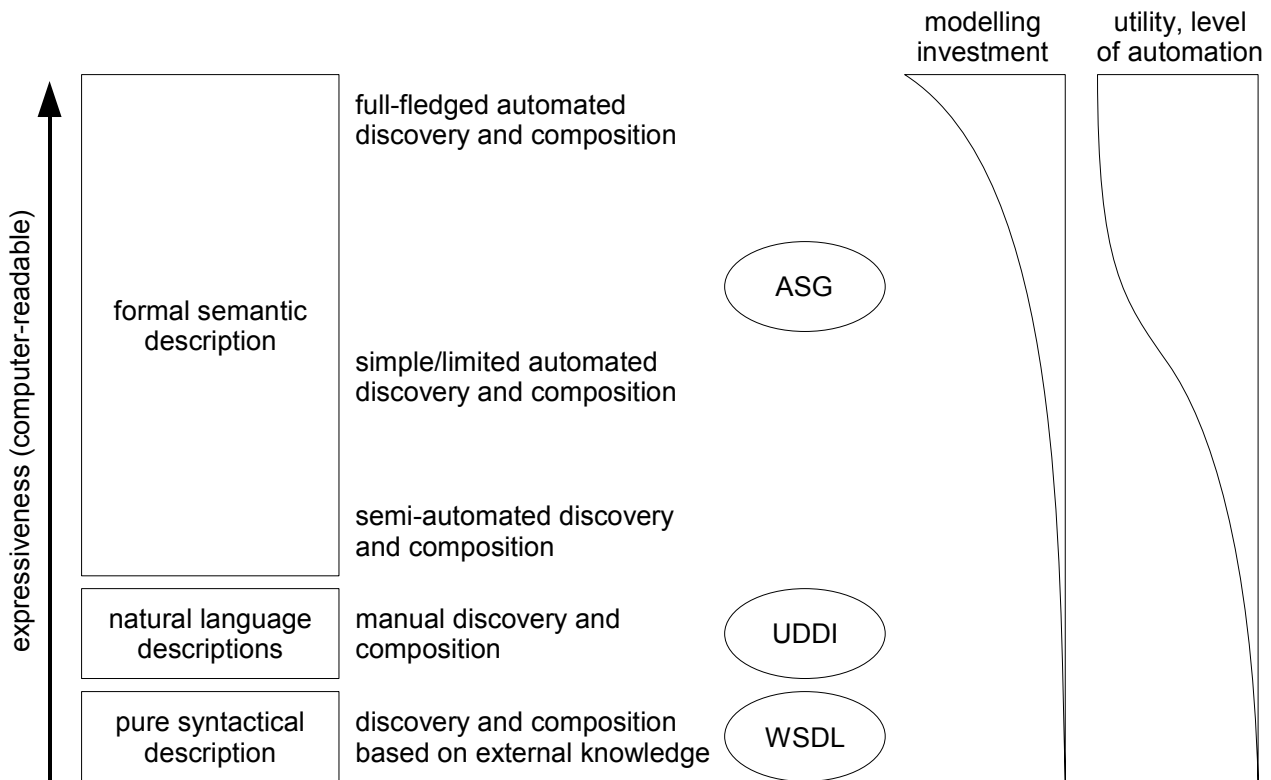 modelling
investment
utility, level
of automation
expressiveness (computer-readable)
full-fledged automated
discovery and composition
ASG
formal semantic
description
simple/limited automated
discovery and composition
semi-automated discovery
and composition
natural language
descriptions
manual discovery and
composition
UDDI
pure syntactical
description
discovery and composition
based on external knowledge
WSDL